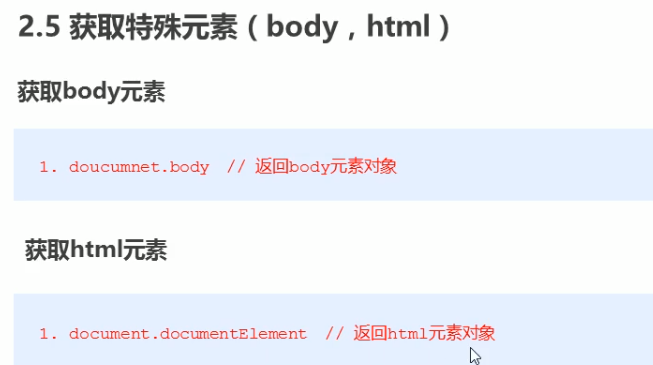 2.5 获取特殊元素（body，html）
获取body元素
1. doucumnet.body // 返回body元素对象
获取html元素
1. document.documentElement // 返回html元素对象